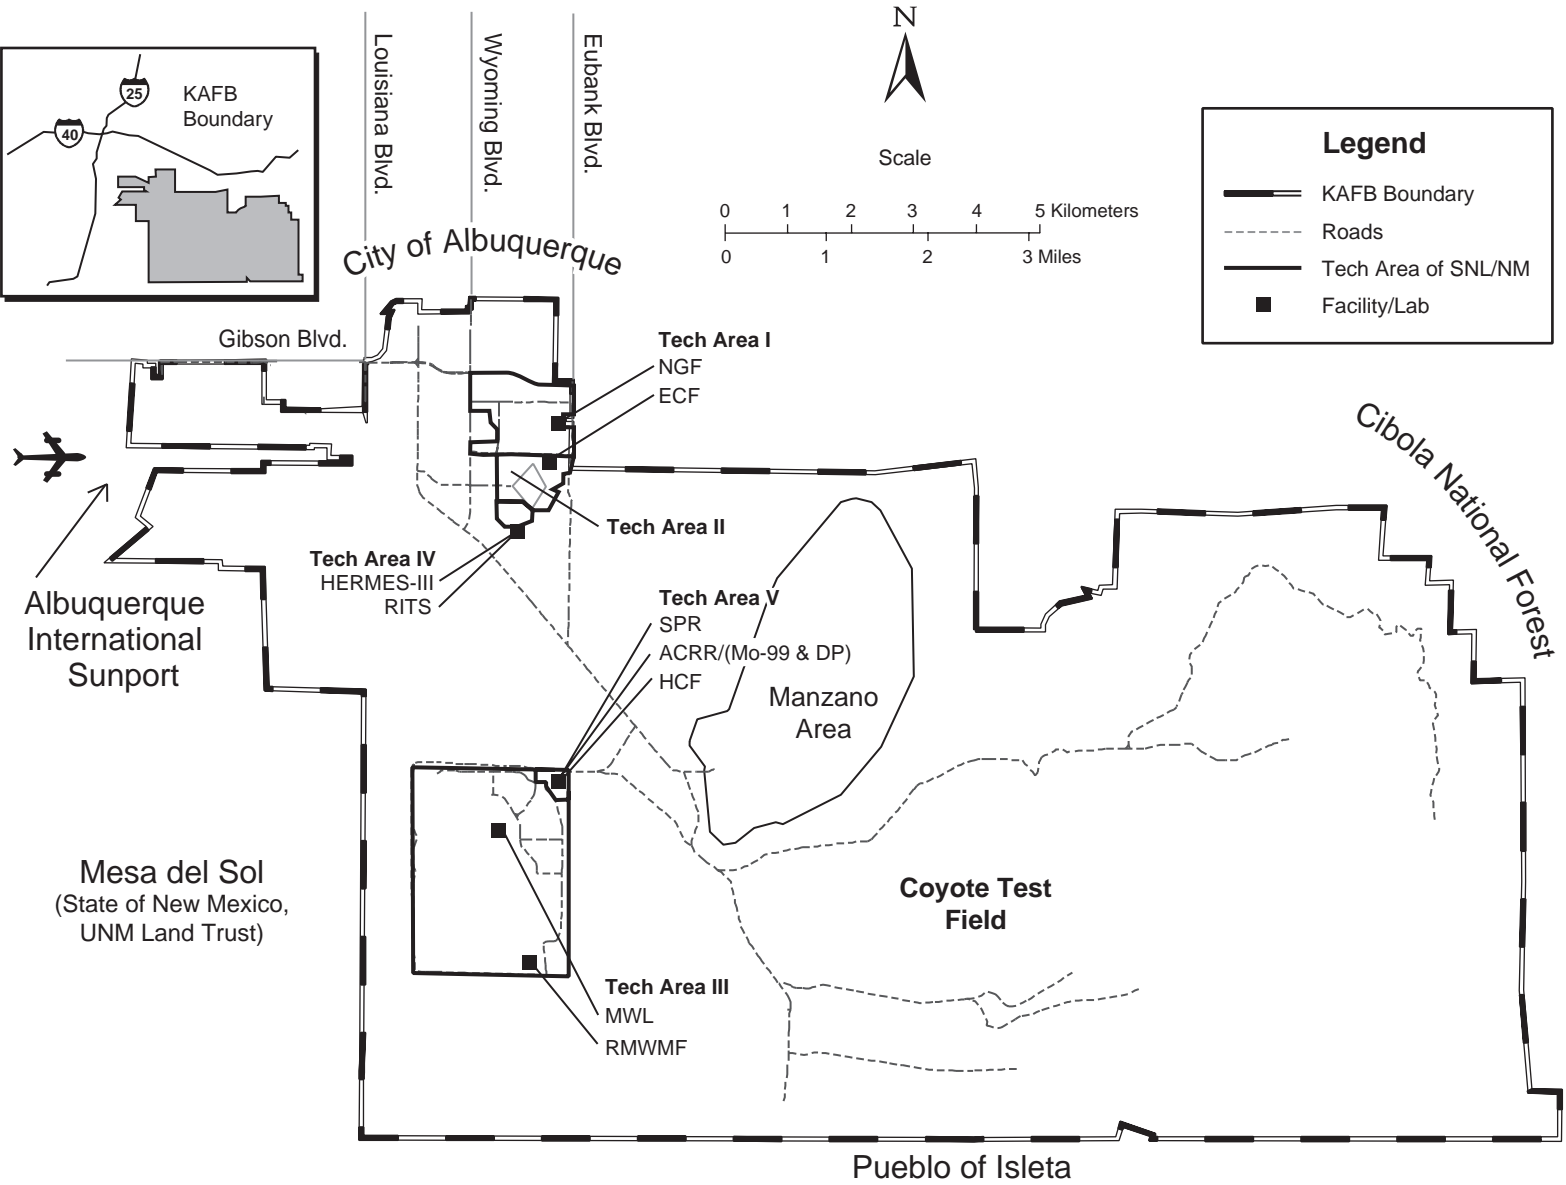 N
Louisiana Blvd.
Wyoming Blvd.
Eubank Blvd.
25
40
KAFB
Boundary
Scale
0 1 2 3 4 5 Kilometers
0 1 2 3 Miles
Legend
KAFB Boundary
Roads
Tech Area of SNL/NM
Facility/Lab
City of Albuquerque
Gibson Blvd.
Tech Area I
NGF
ECF
Tech Area II
Tech Area IV
HERMES-III
RITS
Albuquerque
International
Sunport
Tech Area V
SPR
ACRR/(Mo-99 & DP)
HCF
Manzano
Area
Cibola National Forest
Mesa del Sol
(State of New Mexico,
UNM Land Trust)
Coyote Test
Field
Tech Area III
MWL
RMWMF
Pueblo of Isleta